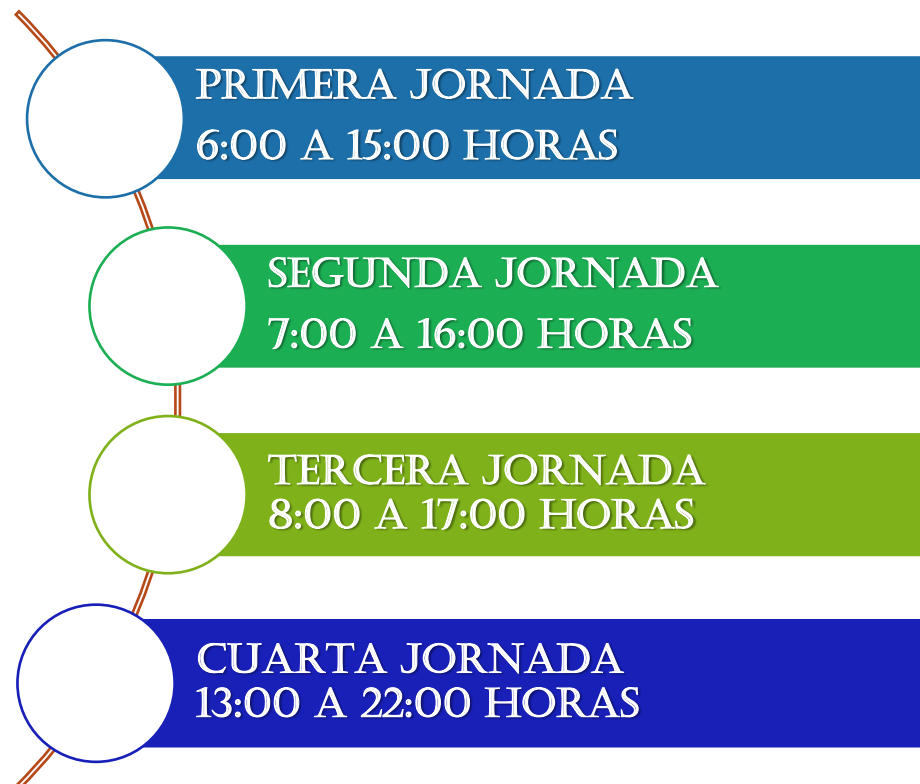 PRIMERA JORNADA
6:00 A 15:00 HORAS
SEGUNDA JORNADA
7:00 A 16:00 HORAS
TERCERA JORNADA
8:00 A 17:00 HORAS
CUARTA JORNADA
13:00 A 22:00 HORAS